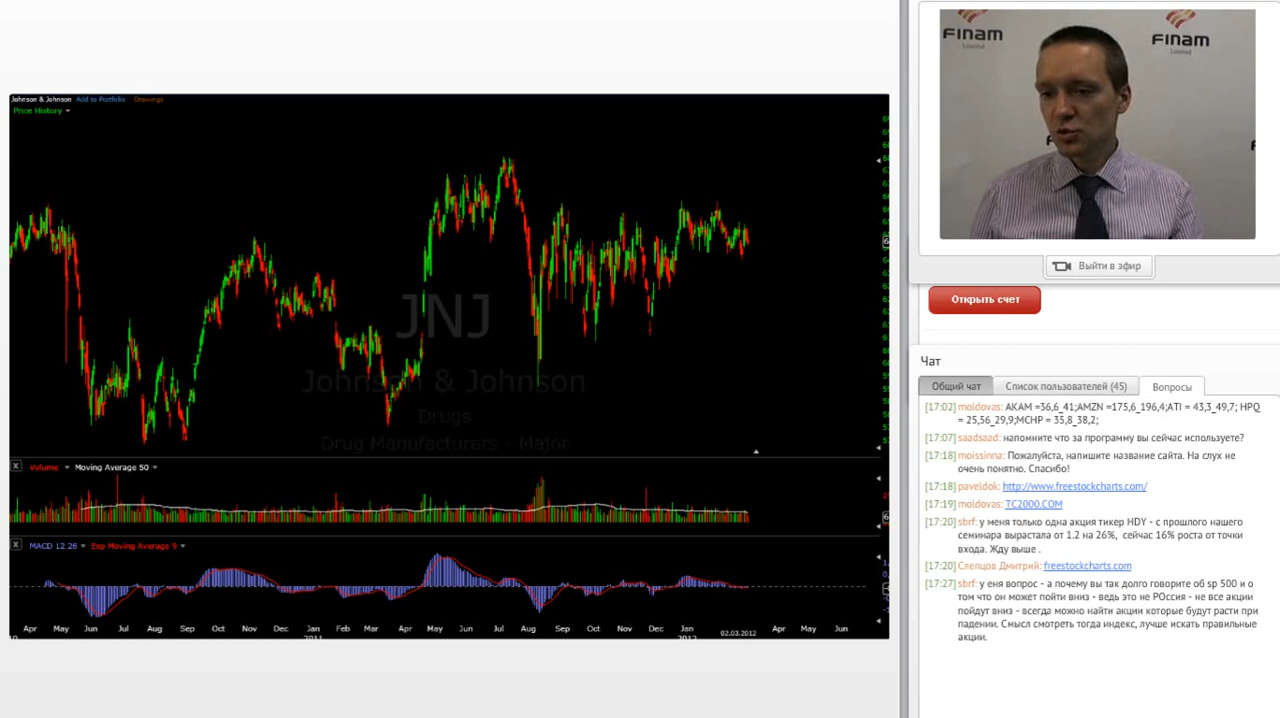 Johnson & Johnson Add to Portfolio Drawings
Price History
JNJ
Johnson & Johnson
Drugs
Drug Manufacturers - Major
Volume Moving Average 50
MACD 12 26 Exp Moving Average 9
Apr May Jun Jul Aug Sep Oct Nov Dec Jan Feb Mar Apr May Jun Jul Aug Sep Oct Nov Dec Jan 02.03.2012 Apr May Jun
2011 2012
FINAM
Limited
FINAM
Limited
Выйти в эфир
Открыть счет
Чат
Общий чат Список пользователей (45) Вопросы
[17:02] moldovas: AKAM =36,6_41;AMZN =175,6_196,4;ATI = 43,3_49,7; HPQ
= 25,56_29,9;MCHP = 35,8_38,2;
[17:07] saadsaad: напомните что за программу вы сейчас используете?
[17:18] moissinna: Пожалуйста, напишите название сайта. На слух не
очень понятно. Спасибо!
[17:18] paveldok: http://www.freestockcharts.com/
[17:19] moldovas: TC2000.COM
[17:20] sbrf: у меня только одна акция тикер HDY - с прошлого нашего
семинара вырастала от 1.2 на 26%, сейчас 16% роста от точки
входа. Жду выше .
[17:20] Слепцов Дмитрий: freestockcharts.com
[17:27] sbrf: у еня вопрос - а почему вы так долго говорите об sp 500 и о
том что он может пойти вниз - ведь это не РОссия - не все акции
пойдут вниз - всегда можно найти акции которые будут расти при
падении. Смысл смотреть тогда индекс, лучше искать правильные
акции.